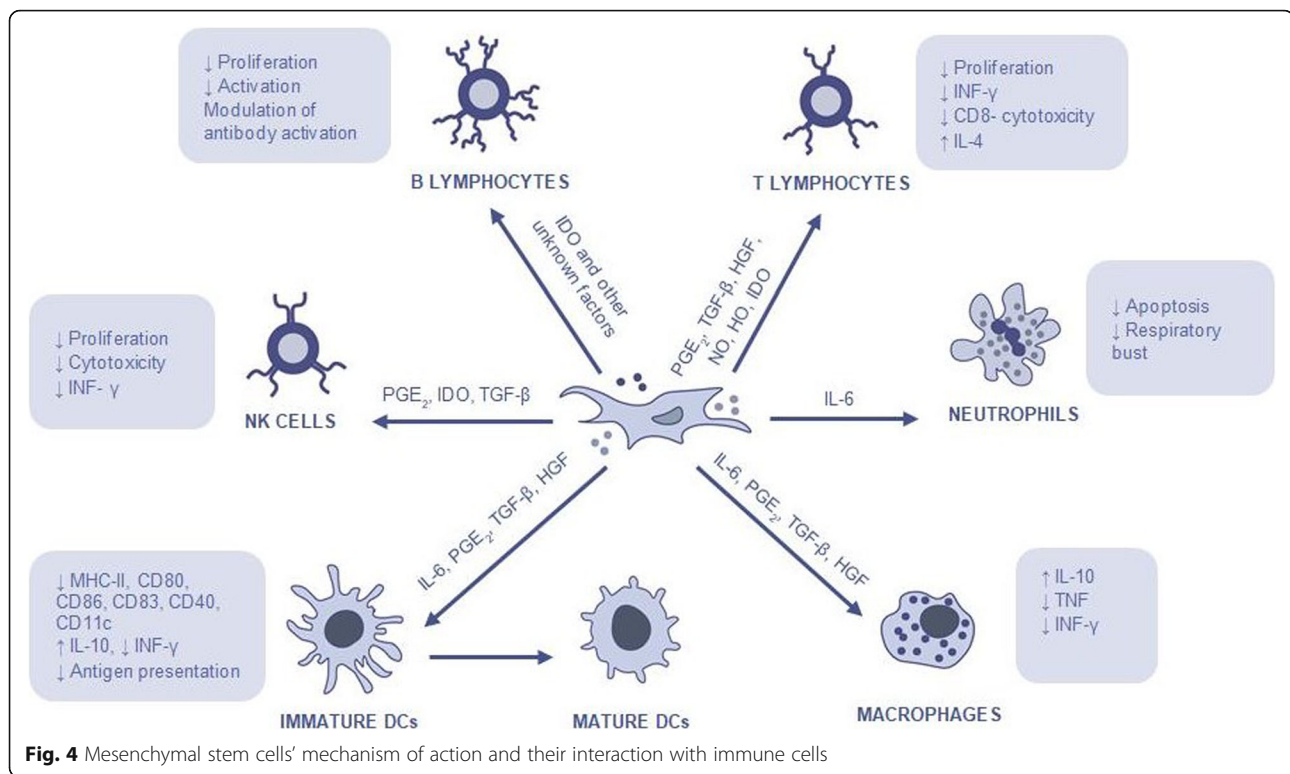 ↓ Proliferation
↓ Activation
Modulation of
antibody activation
B LYMPHOCYTES
↓ Proliferation
↓ INF-γ
↓ CD8- cytotoxicity
↑ IL-4
T LYMPHOCYTES
IDO and other
unknown factors
PGE₂, TGF-β, HGF,
NO, HO, IDO
↓ Proliferation
↓ Cytotoxicity
↓ INF- γ
NK CELLS
PGE₂, IDO, TGF-β
IL-6
↓ Apoptosis
↓ Respiratory
bust
NEUTROPHILS
IL-6, PGE₂, TGF-β, HGF
IL-6, PGE₂, TGF-β, HGF
↓ MHC-II, CD80,
CD86, CD83, CD40,
CD11c
↑ IL-10, ↓ INF-γ
↓ Antigen presentation
IMMATURE DCs
MATURE DCs
↑ IL-10
↓ TNF
↓ INF-γ
MACROPHAGES
Fig. 4 Mesenchymal stem cells’ mechanism of action and their interaction with immune cells